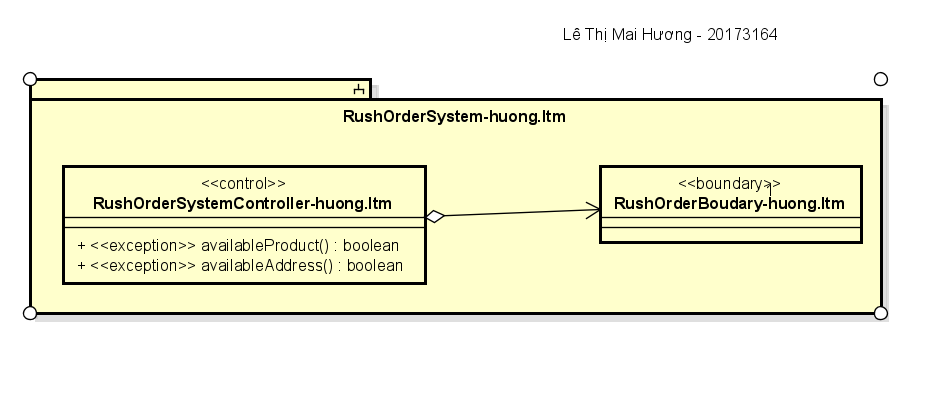 Lê Thị Mai Hương - 20173164
RushOrderSystem-huong.ltm
<<control>>
RushOrderSystemController-huong.ltm
+ <<exception>> availableProduct() : boolean
+ <<exception>> availableAddress() : boolean
<<boundary>>
RushOrderBoudary-huong.ltm